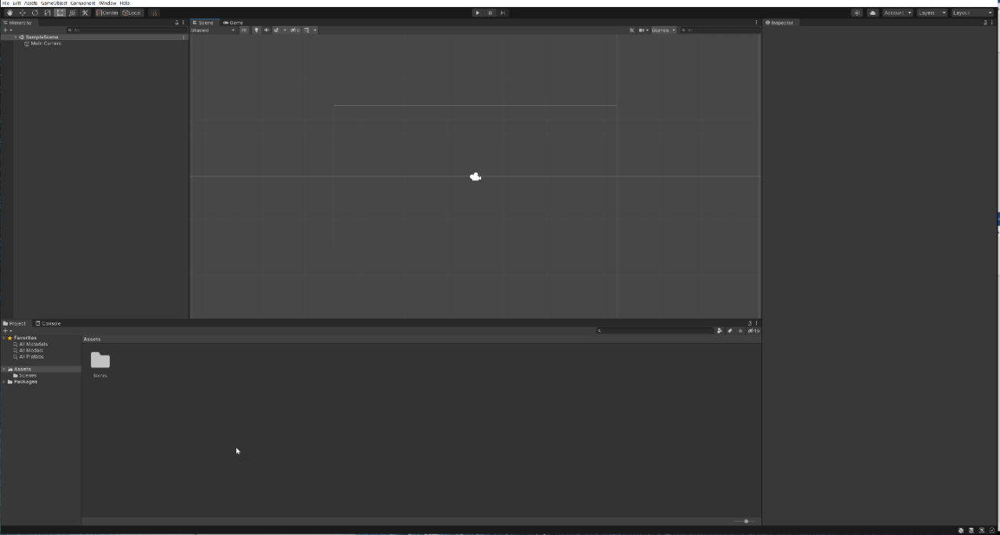 File Edit Assets GameObject Component Window Help
Center Local
Account Layers Layout
Hierarchy
All
SampleScene
Main Camera
Scene Game
Shaded 2D Gizmos All
Inspector
Project Console
19
Favorites
All Materials
All Models
All Prefabs
Assets
Scenes
Packages
Assets
Scenes